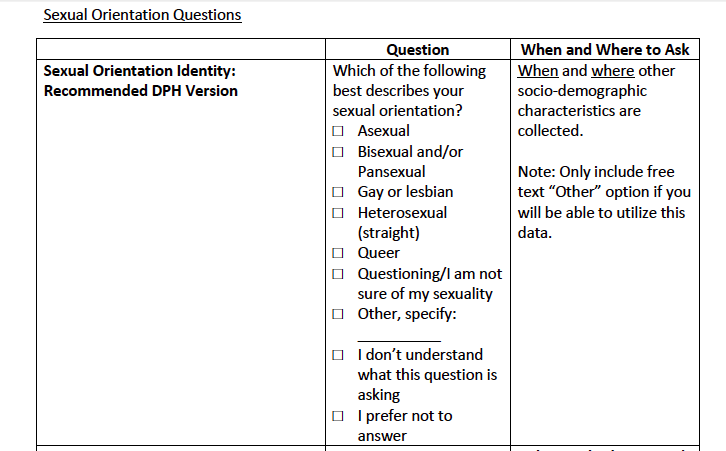 Sexual Orientation Questions
Question
When and Where to Ask
Sexual Orientation Identity:
Recommended DPH Version
Which of the following
best describes your
sexual orientation?
☐ Asexual
☐ Bisexual and/or
Pansexual
☐ Gay or lesbian
☐ Heterosexual
(straight)
☐ Queer
☐ Questioning/I am not
sure of my sexuality
☐ Other, specify:
___________
☐ I don’t understand
what this question is
asking
☐ I prefer not to
answer
When and where other
socio-demographic
characteristics are
collected.
Note: Only include free
text “Other” option if you
will be able to utilize this
data.